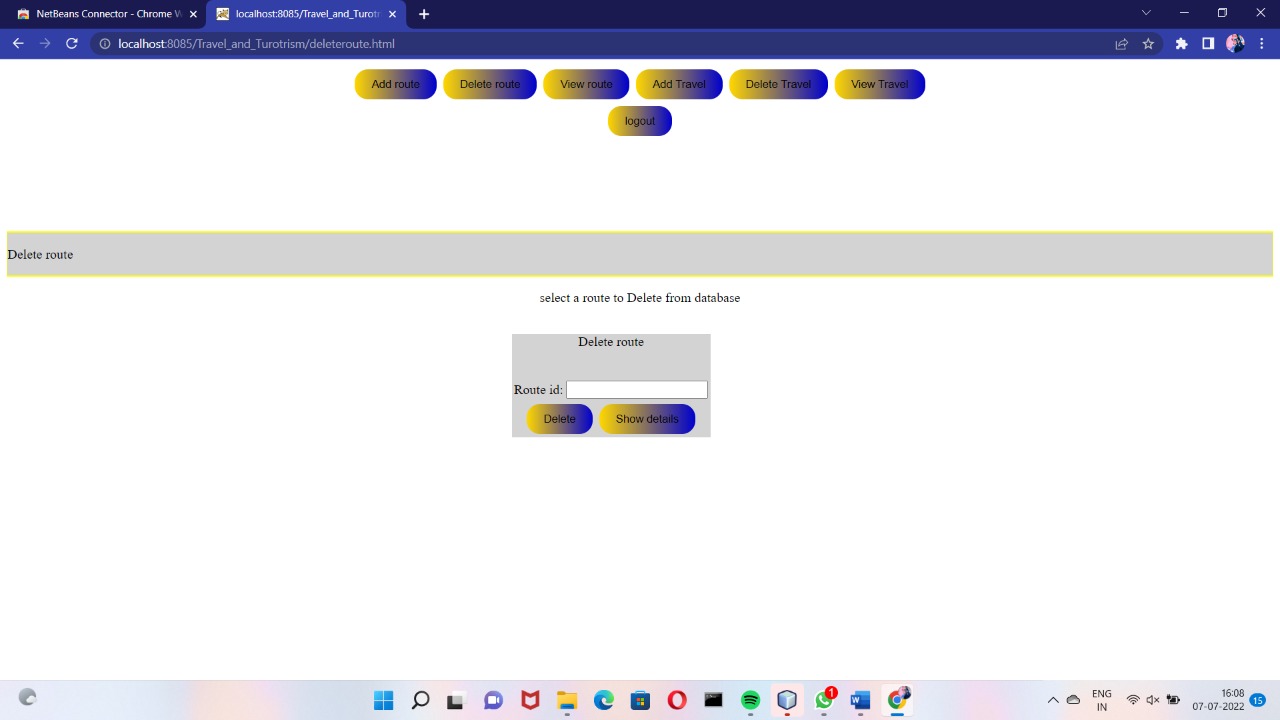 NetBeans Connector - Chrome W
localhost:8085/Travel_and_Turotr
localhost:8085/Travel_and_Turotrism/deleteroute.html
Add route Delete route View route Add Travel Delete Travel View Travel
logout
Delete route
select a route to Delete from database
Delete route
Route id:
Delete Show details
1
ENG
IN
16:08
07-07-2022
15